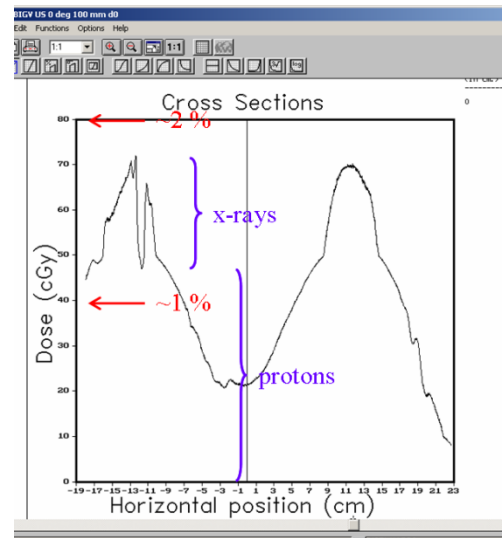 BIGV US 0 deg 100 mm d0
Edit Functions Options Help
1:1 1:1
Cross Sections
0
80
~2 %
70
x-rays
60
50
40
~1 %
30
protons
20
10
0
Dose (cGy)
-19 -17 -15 -13 -11 -9 -7 -5 -3 -1 1 3 5 7 9 11 13 15 17 19 21 23
Horizontal position (cm)